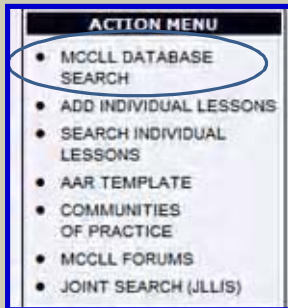 ACTION MENU
MCCLL DATABASE
SEARCH
ADD INDIVIDUAL LESSONS
SEARCH INDIVIDUAL
LESSONS
AAR TEMPLATE
COMMUNITIES
OF PRACTICE
MCCLL FORUMS
JOINT SEARCH (JLLIS)